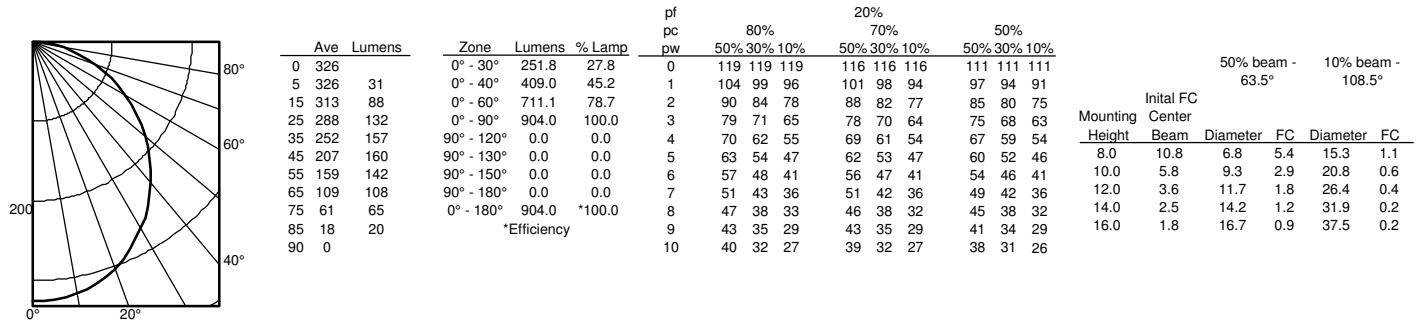 80°
60°
200
40°
0° 20°
Ave Lumens
0 326
5 326 31
15 313 88
25 288 132
35 252 157
45 207 160
55 159 142
65 109 108
75 61 65
85 18 20
90 0
Zone Lumens % Lamp
0° - 30° 251.8 27.8
0° - 40° 409.0 45.2
0° - 60° 711.1 78.7
0° - 90° 904.0 100.0
90° - 120° 0.0 0.0
90° - 130° 0.0 0.0
90° - 150° 0.0 0.0
90° - 180° 0.0 0.0
0° - 180° 904.0 *100.0
*Efficiency
pf 20%
pc 80% 70% 50%
pw 50% 30% 10% 50% 30% 10% 50% 30% 10%
0 119 119 119 116 116 116 111 111 111
1 104 99 96 101 98 94 97 94 91
2 90 84 78 88 82 77 85 80 75
3 79 71 65 78 70 64 75 68 63
4 70 62 55 69 61 54 67 59 54
5 63 54 47 62 53 47 60 52 46
6 57 48 41 56 47 41 54 46 41
7 51 43 36 51 42 36 49 42 36
8 47 38 33 46 38 32 45 38 32
9 43 35 29 43 35 29 41 34 29
10 40 32 27 39 32 27 38 31 26
50% beam - 10% beam -
63.5° 108.5°
Inital FC
Mounting Center
Height Beam Diameter FC Diameter FC
8.0 10.8 6.8 5.4 15.3 1.1
10.0 5.8 9.3 2.9 20.8 0.6
12.0 3.6 11.7 1.8 26.4 0.4
14.0 2.5 14.2 1.2 31.9 0.2
16.0 1.8 16.7 0.9 37.5 0.2